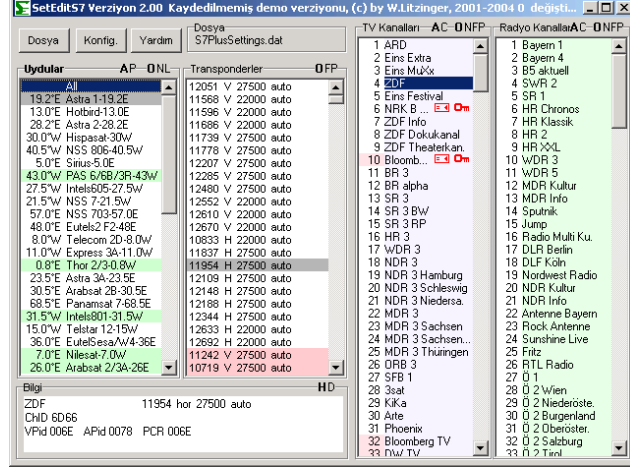 SetEditS7 Verziyon 2.00 Kaydedilmemiş demo verziyonu, (c) by W.Litzinger, 2001-2004 0 değişti...
Dosya
Konfig.
Yardım
Dosya
S7PlusSettings.dat
Uydular AP ONL
All
19.2°E Astra 1-19.2E
13.0°E Hotbird-13.0E
28.2°E Astra 2-28.2E
30.0°W Hispasat-30W
40.5°W NSS 806-40.5W
5.0°E Sirius-5.0E
43.0°W PAS 6/6B/3R-43W
27.5°W Intels605-27.5W
21.5°W NSS 7-21.5W
57.0°E NSS 703-57.0E
48.0°E Eutels2 F2-48E
8.0°W Telecom 2D-8.0W
11.0°W Express 3A-11.0W
0.8°E Thor 2/3-0.8W
23.5°E Astra 3A-23.5E
30.5°E Arabsat 2B-30.5E
68.5°E Panamsat 7-68.5E
31.5°W Intels801-31.5W
15.0°W Telstar 12-15W
36.0°E EutelSesa/W4-36E
7.0°E Nilesat-7.0W
26.0°E Arabsat 2/3A-26E
Transponderler OFP
12051 V 27500 auto
11568 V 22000 auto
11596 V 22000 auto
11686 V 22000 auto
11739 V 27500 auto
11778 V 27500 auto
12207 V 27500 auto
12285 V 27500 auto
12480 V 27500 auto
12552 V 22000 auto
12610 V 22000 auto
12670 V 22000 auto
10833 H 22000 auto
11837 H 27500 auto
11954 H 27500 auto
12109 H 27500 auto
12148 H 27500 auto
12188 H 27500 auto
12344 H 27500 auto
12633 H 22000 auto
12692 H 22000 auto
11242 V 27500 auto
10719 V 27500 auto
Bilgi HD
ZDF 11954 hor 27500 auto
ChID 6D66
VPid 006E APid 0078 PCR 006E
TV Kanalları AC ONFP
1 ARD
2 Eins Extra
3 Eins MuXx
4 ZDF
5 Eins Festival
6 NRK B ...
7 ZDF Info
8 ZDF Dokukanal
9 ZDF Theaterkan.
10 Bloomb...
11 BR 3
12 BR alpha
13 SR 3
14 SR 3 BW
15 SR 3 RP
16 HR 3
17 WDR 3
18 NDR 3
19 NDR 3 Hamburg
20 NDR 3 Schleswig
21 NDR 3 Niedersa.
22 MDR 3
23 MDR 3 Sachsen
24 MDR 3 Sachsen...
25 MDR 3 Thüringen
26 ORB 3
27 SFB 1
28 3sat
29 KiKa
30 Arte
31 Phoenix
32 Bloomberg TV
33 DW TV
Radyo Kanalları AC ONFP
1 Bayern 1
2 Bayern 4
3 B5 aktuell
4 SWR 2
5 SR 1
6 HR Chronos
7 HR Klassik
8 HR 2
9 HR XXL
10 WDR 3
11 WDR 5
12 MDR Kultur
13 MDR Info
14 Sputnik
15 Jump
16 Radio Multi Ku.
17 DLR Berlin
18 DLF Köln
19 Nordwest Radio
20 NDR Kultur
21 NDR Info
22 Antenne Bayern
23 Rock Antenne
24 Sunshine Live
25 Fritz
26 RTL Radio
27 Ö 1
28 Ö 2 Wien
29 Ö 2 Niederöste.
30 Ö 2 Burgenland
31 Ö 2 Oberöster.
32 Ö 2 Salzburg
33 Ö 2 Tirol